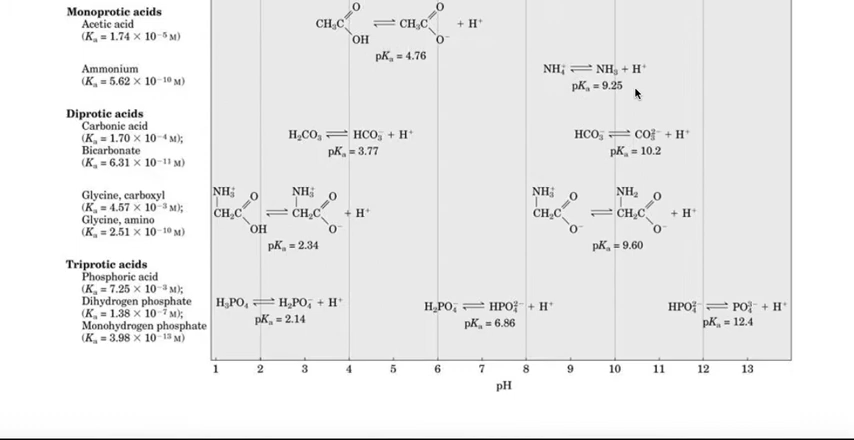 Monoprotic acids
Acetic acid
(Kₐ = 1.74 × 10⁻⁵ M)
CH₃C
O
OH
⇌ CH₃C
O
O⁻
+ H⁺
pKₐ = 4.76
Ammonium
(Kₐ = 5.62 × 10⁻¹⁰ M)
NH₄⁺ ⇌ NH₃ + H⁺
pKₐ = 9.25
Diprotic acids
Carbonic acid
(Kₐ = 1.70 × 10⁻⁴ M);
Bicarbonate
(Kₐ = 6.31 × 10⁻¹¹ M)
H₂CO₃ ⇌ HCO₃⁻ + H⁺
pKₐ = 3.77
HCO₃⁻ ⇌ CO₃²⁻ + H⁺
pKₐ = 10.2
Glycine, carboxyl
(Kₐ = 4.57 × 10⁻³ M);
Glycine, amino
(Kₐ = 2.51 × 10⁻¹⁰ M)
NH₃⁺
CH₂C
O
OH
⇌
NH₃⁺
CH₂C
O
O⁻
+ H⁺
pKₐ = 2.34
NH₃⁺
CH₂C
O
O⁻
⇌
NH₂
CH₂C
O
O⁻
+ H⁺
pKₐ = 9.60
Triprotic acids
Phosphoric acid
(Kₐ = 7.25 × 10⁻³ M);
Dihydrogen phosphate
(Kₐ = 1.38 × 10⁻⁷ M);
Monohydrogen phosphate
(Kₐ = 3.98 × 10⁻¹³ M)
H₃PO₄ ⇌ H₂PO₄⁻ + H⁺
pKₐ = 2.14
H₂PO₄⁻ ⇌ HPO₄²⁻ + H⁺
pKₐ = 6.86
HPO₄²⁻ ⇌ PO₄³⁻ + H⁺
pKₐ = 12.4
1 2 3 4 5 6 7 8 9 10 11 12 13
pH